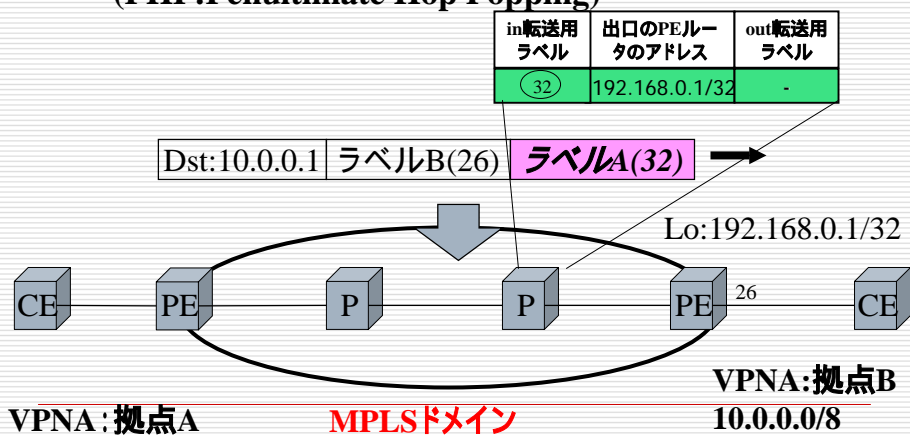 (PHP:Penultimate Hop Popping)
in転送用ラベル
出口のPEルータのアドレス
out転送用ラベル
32
192.168.0.1/32
-
Dst:10.0.0.1
ラベルB(26)
ラベルA(32)
Lo:192.168.0.1/32
CE
PE
P
P
PE
26
CE
VPNA:拠点B
10.0.0.0/8
VPNA:拠点A
MPLSドメイン